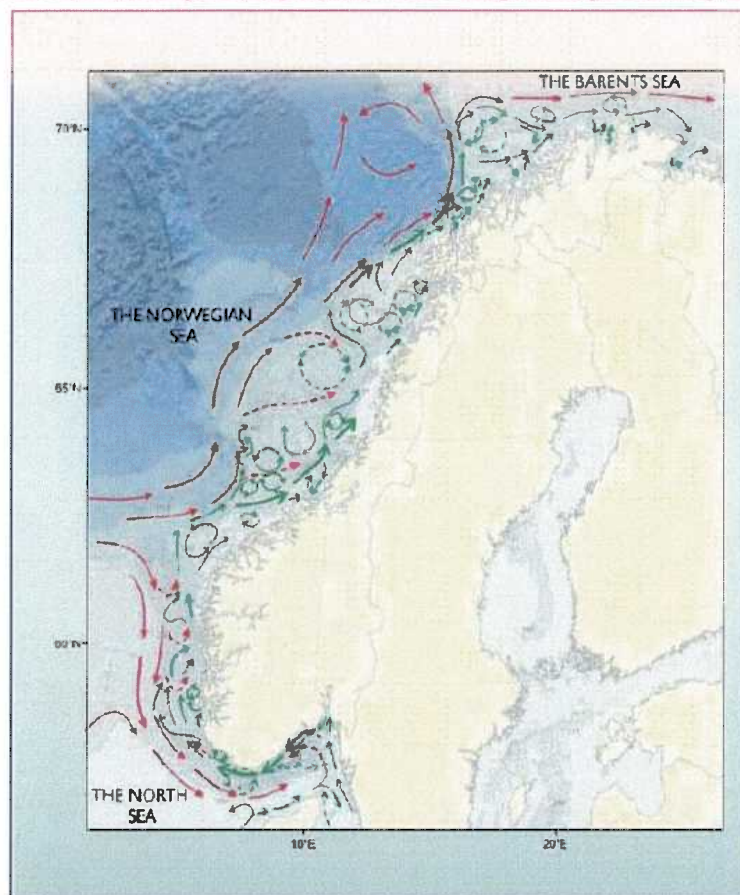 THE BARENTS SEA
70°N
THE NORWEGIAN
SEA
65°N
60°N
THE NORTH
SEA
10°E
20°E